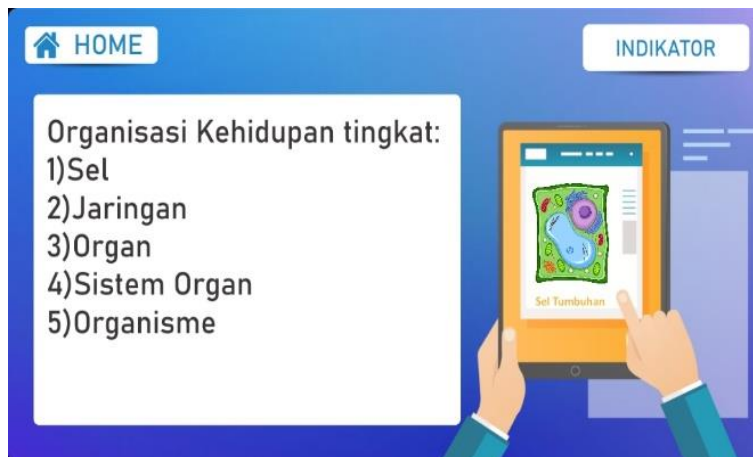 HOME
INDIKATOR
Organisasi Kehidupan tingkat:
1)Sel
2)Jaringan
3)Organ
4)Sistem Organ
5)Organisme
Sel Tumbuhan